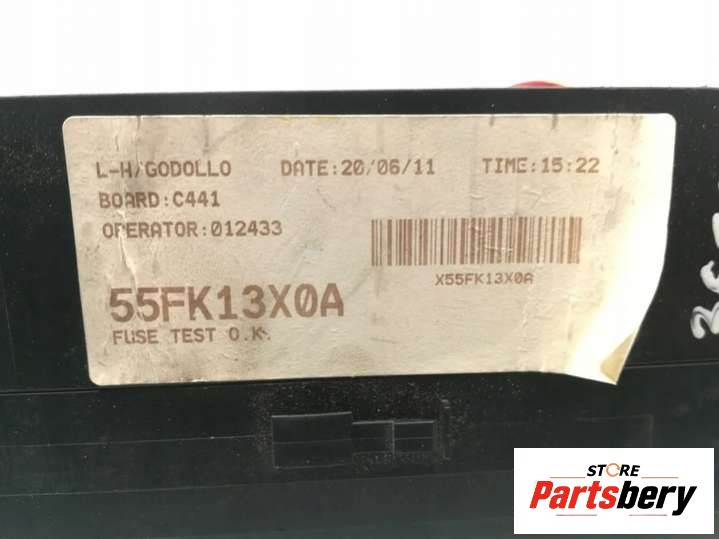 L-H/GODOLLO DATE:20/06/11 TIME:15:22
BOARD:C441
OPERATOR:012433
X55FK13X0A
55FK13X0A
FUSE TEST O.K.
STORE
Partsbery